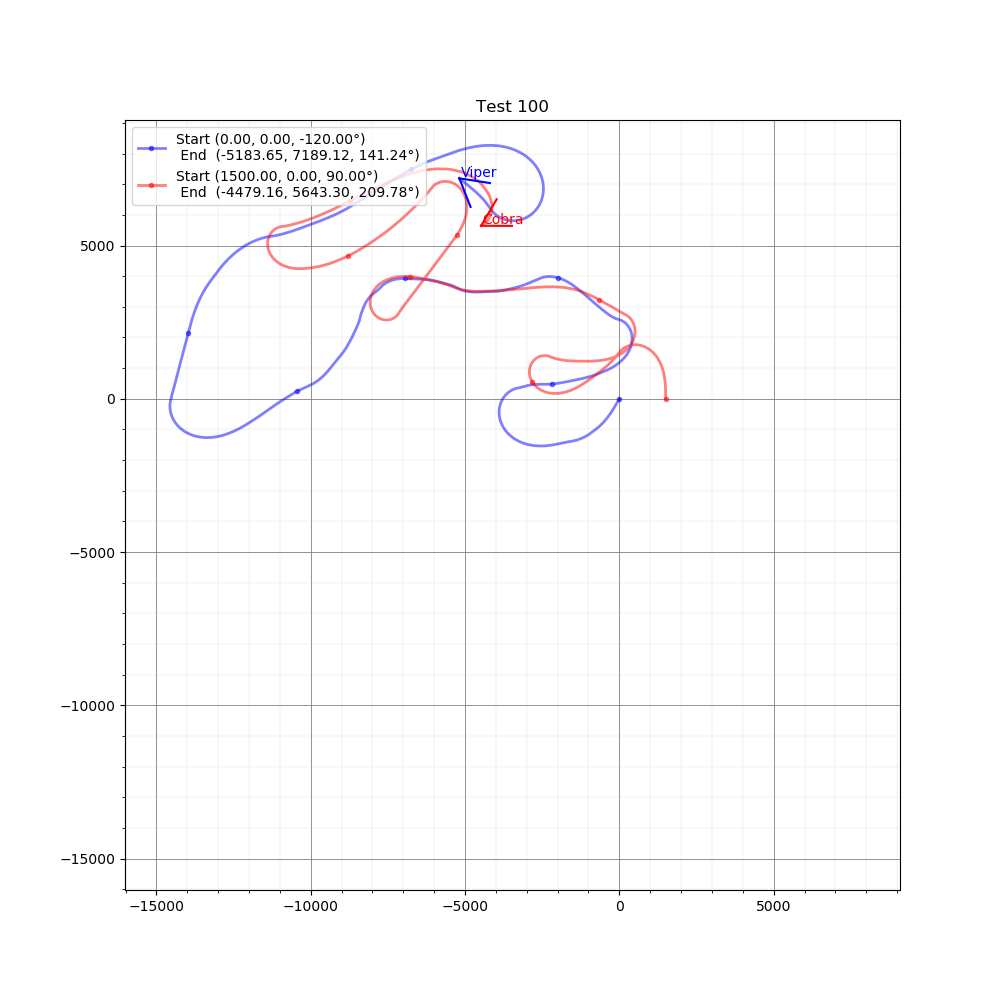 Test 100
Start (0.00, 0.00, -120.00°)
End  (-5183.65, 7189.12, 141.24°)
Start (1500.00, 0.00, 90.00°)
End  (-4479.16, 5643.30, 209.78°)
Viper
Cobra
5000
0
−5000
−10000
−15000
−15000
−10000
−5000
0
5000